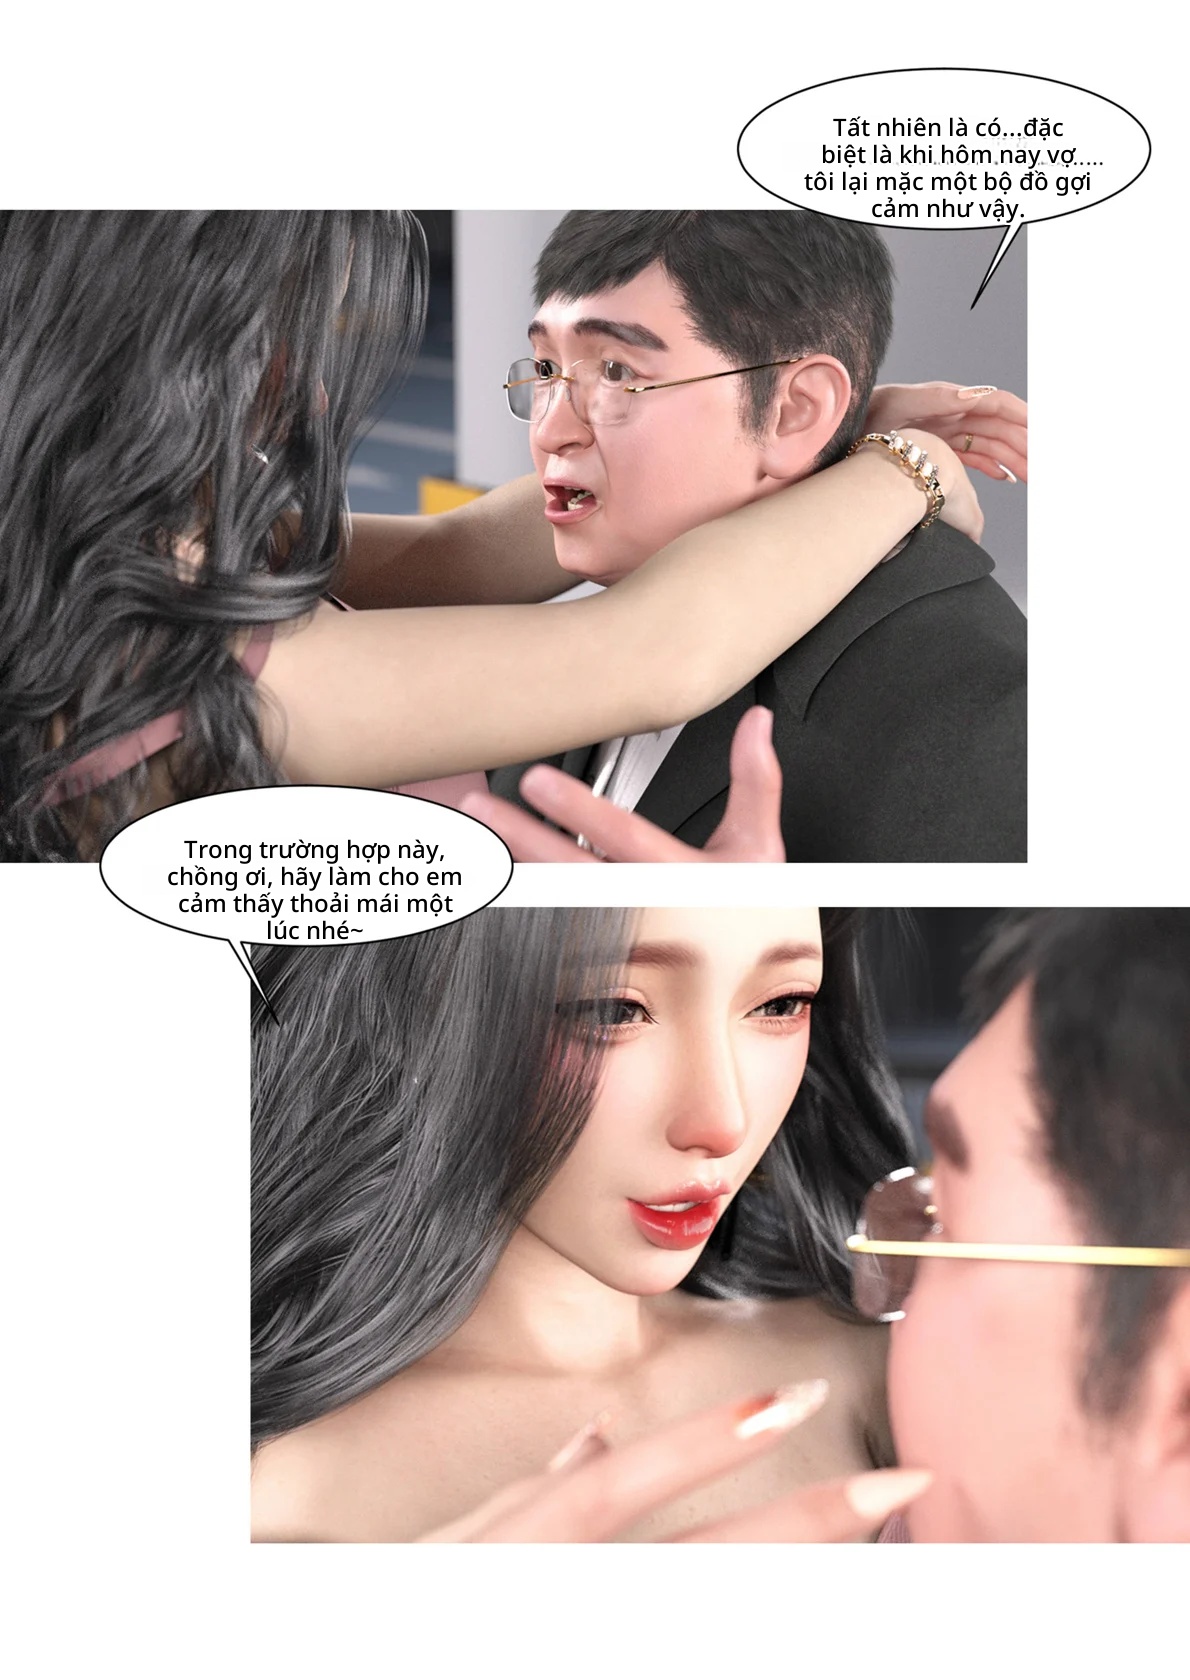 Tất nhiên là có...đặc
biệt là khi hôm nay vợ.....
tôi lại mặc một bộ đồ gợi
cảm như vậy.
Trong trường hợp này,
chồng ơi, hãy làm cho em
cảm thấy thoải mái một
lúc nhé~